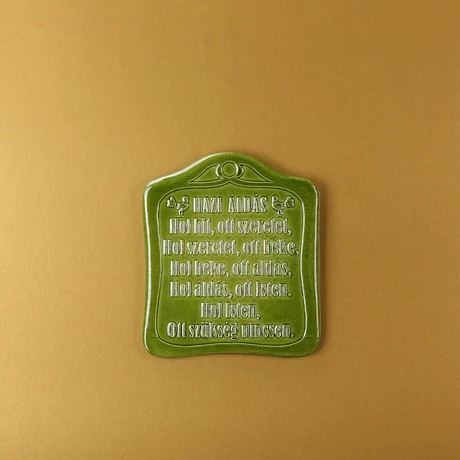 HÁZI ÁLDÁS
Hol hit, ott szeretet,
Hol szeretet, ott béke,
Hol béke, ott áldás,
Hol áldás, ott Isten.
Hol Isten,
Ott szükség nincsen.